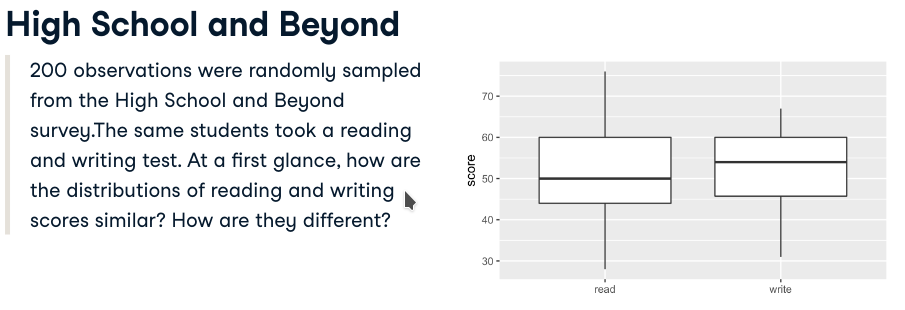 High School and Beyond
200 observations were randomly sampled
from the High School and Beyond
survey.The same students took a reading
and writing test. At a first glance, how are
the distributions of reading and writing
scores similar? How are they different?
score
70
60
50
40
30
read write